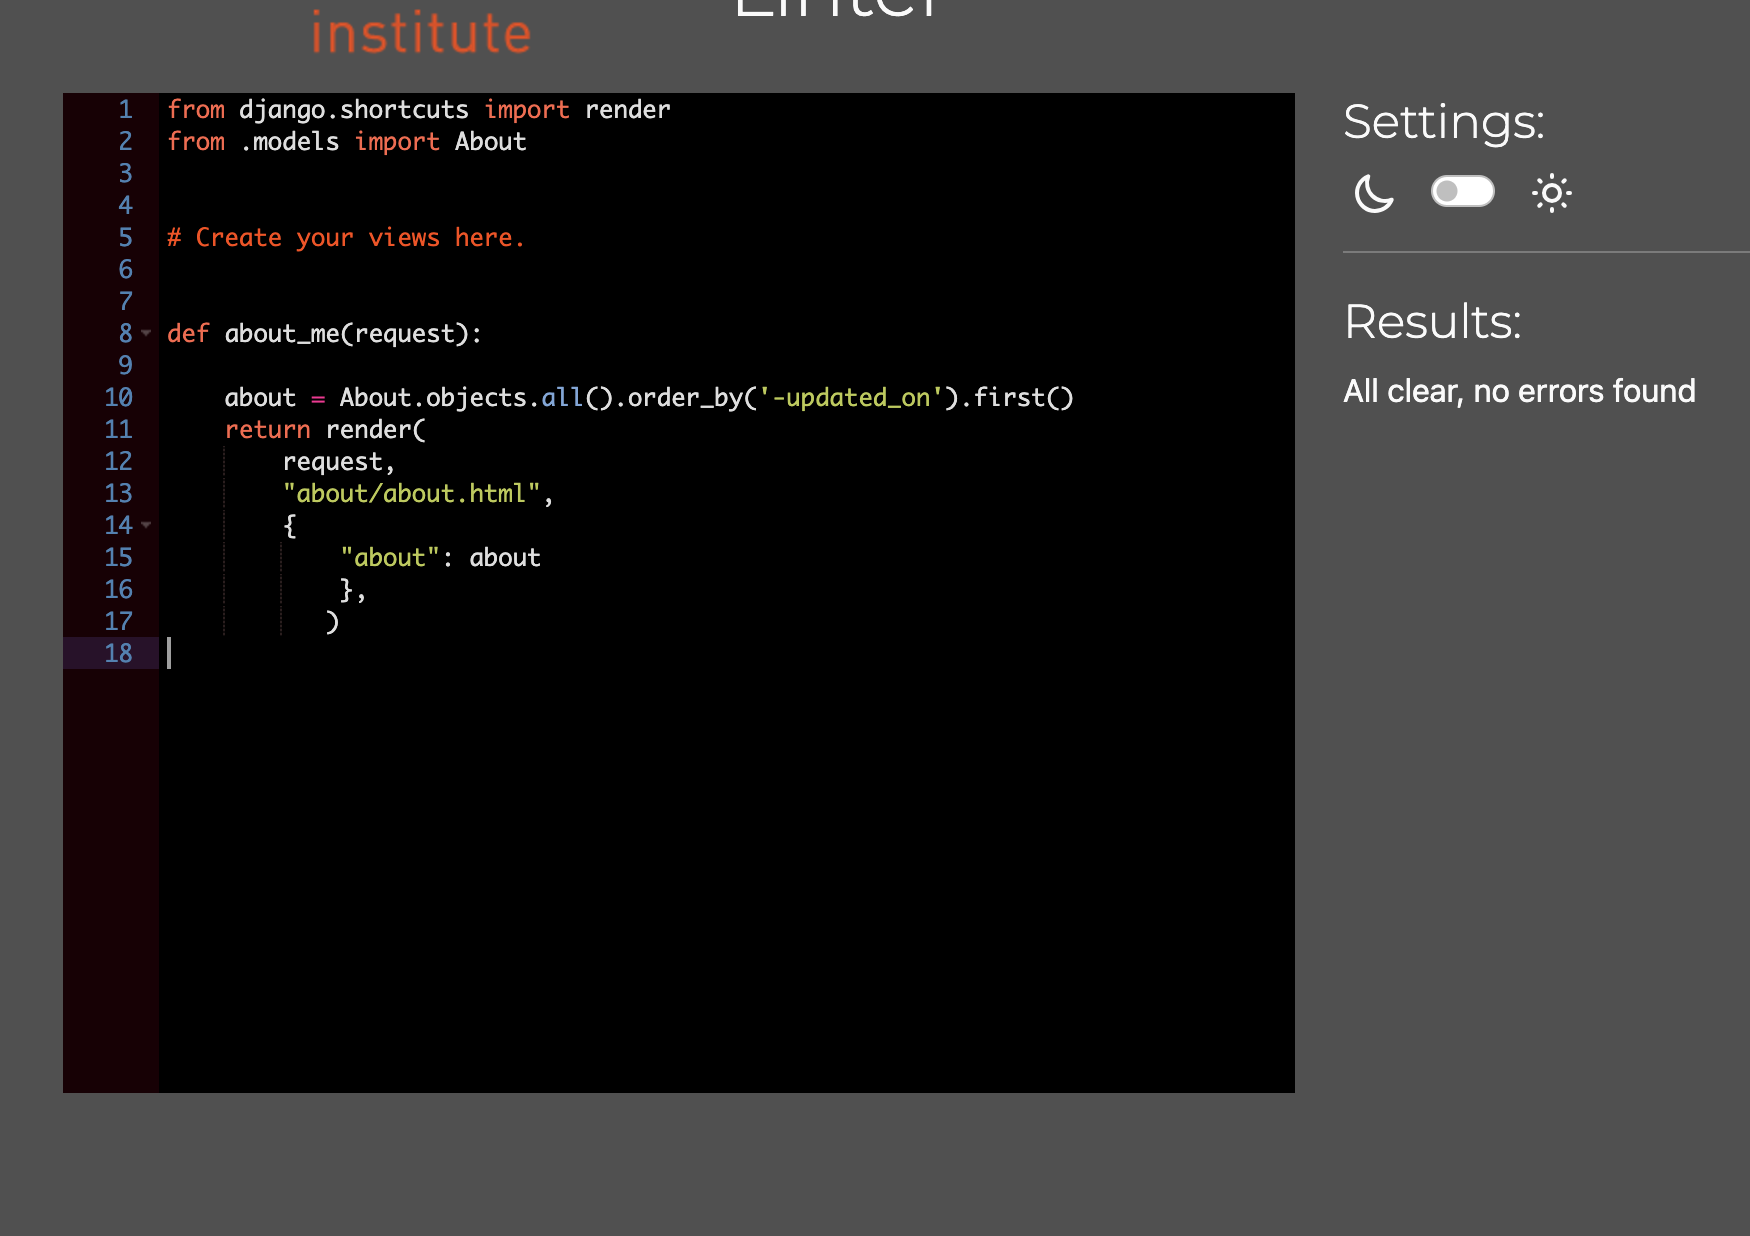 institute
1 from django.shortcuts import render
2 from .models import About
3
4
5 # Create your views here.
6
7
8 def about_me(request):
9
10     about = About.objects.all().order_by('-updated_on').first()
11     return render(
12         request,
13         "about/about.html",
14         {
15             "about": about
16             },
17            )
18
Settings:
Results:
All clear, no errors found